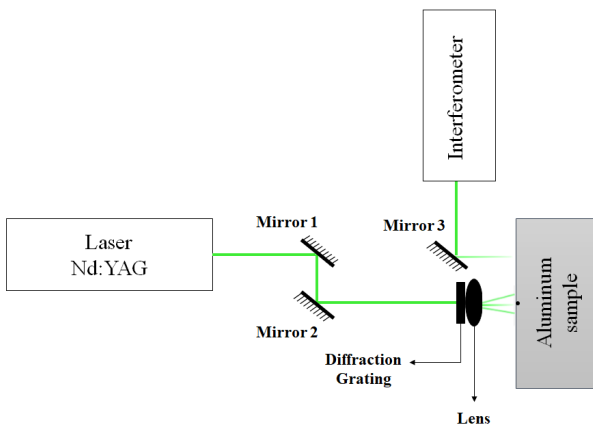 Interferometer
Mirror 1
Mirror 3
Laser
Nd:YAG
Aluminum
sample
Mirror 2
Diffraction
Grating
Lens